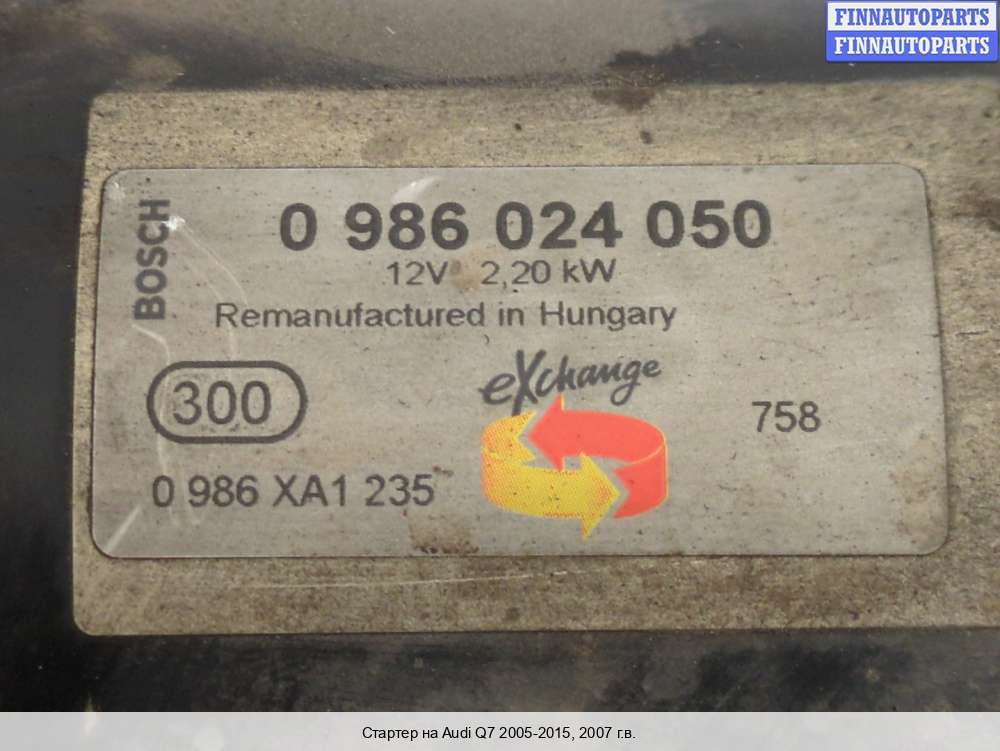 FINNAUTOPARTS
FINNAUTOPARTS
BOSCH
0 986 024 050
12V 2,20 kW
Remanufactured in Hungary
300
eXchange
758
0 986 XA1 235
Стартер на Audi Q7 2005-2015, 2007 г.в.